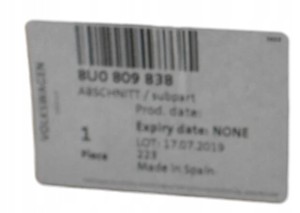 VOLKSWAGEN
8U0 809 838
ABSCHNITT / subpart
Prod. date:
1
Piece
Expiry date: NONE
LOT: 17.07.2019
223
Made in Spain